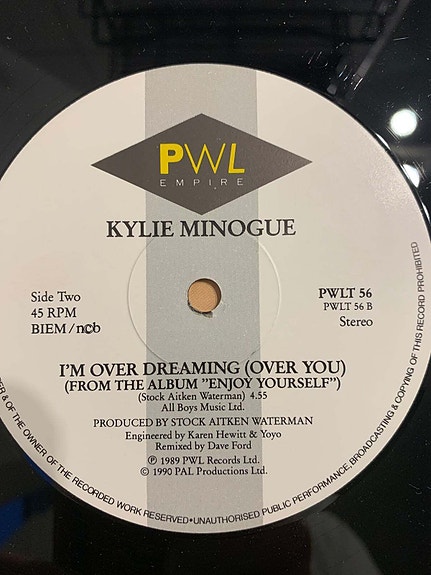 PWL
EMPIRE
KYLIE MINOGUE
Side Two
45 RPM
BIEM/ncb
PWLT 56
PWLT 56 B
Stereo
I'M OVER DREAMING (OVER YOU)
(FROM THE ALBUM "ENJOY YOURSELF")
(Stock Aitken Waterman) 4.55
All Boys Music Ltd.
PRODUCED BY STOCK AITKEN WATERMAN
Engineered by Karen Hewitt & Yoyo
Remixed by Dave Ford
℗ 1989 PWL Records Ltd.
© 1990 PAL Productions Ltd.
& OF THE OWNER OF THE RECORDED WORK RESERVED•UNAUTHORISED PUBLIC PERFORMANCE, BROADCASTING & COPYING OF THIS RECORD PROHIBITED